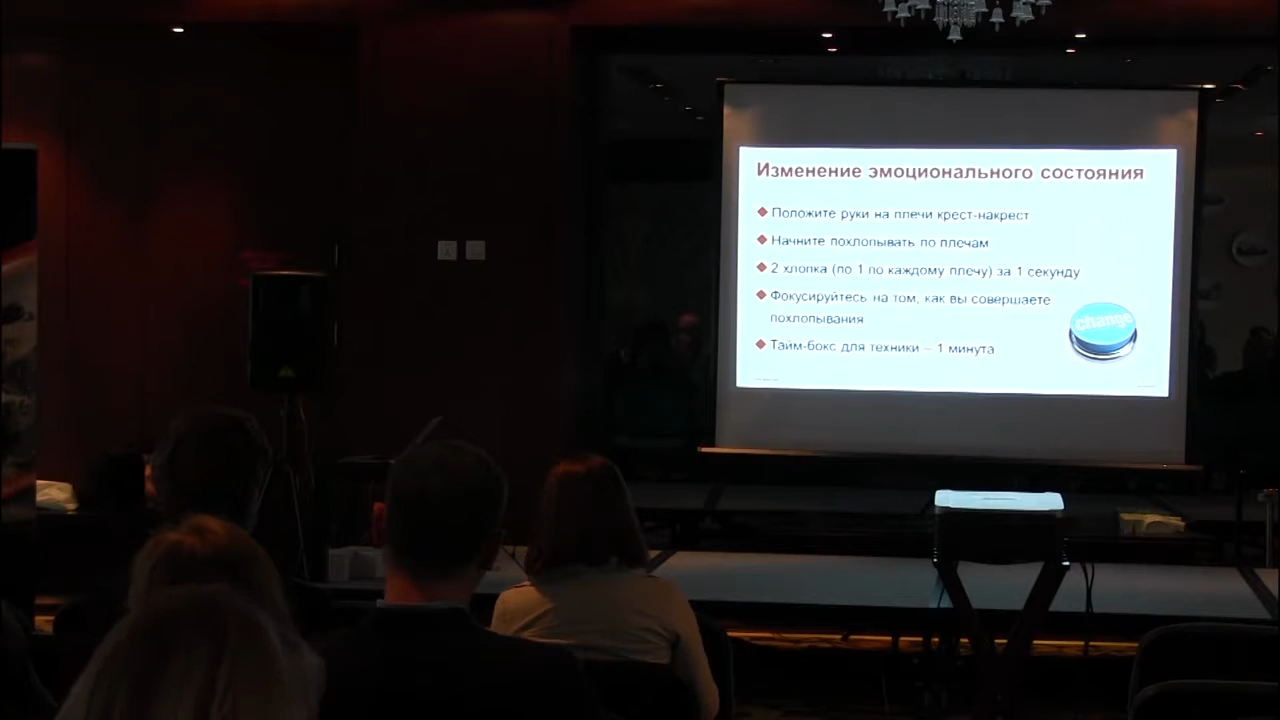 Изменение эмоционального состояния
Положите руки на плечи крест-накрест
Начните похлопывать по плечам
2 хлопка (по 1 по каждому плечу) за 1 секунду
Фокусируйтесь на том, как вы совершаете
похлопывания
change
Тайм-бокс для техники – 1 минута